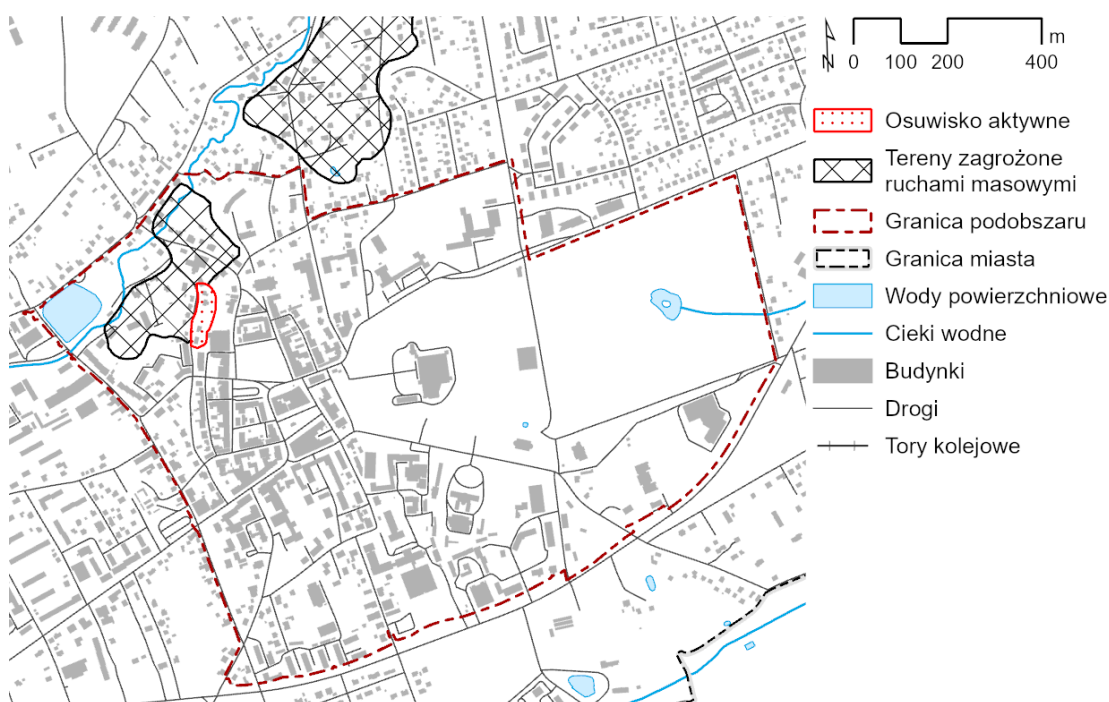 m
N
0 100 200 400
Osuwisko aktywne
Tereny zagrożone
ruchami masowymi
Granica podobszaru
Granica miasta
Wody powierzchniowe
Cieki wodne
Budynki
Drogi
Tory kolejowe